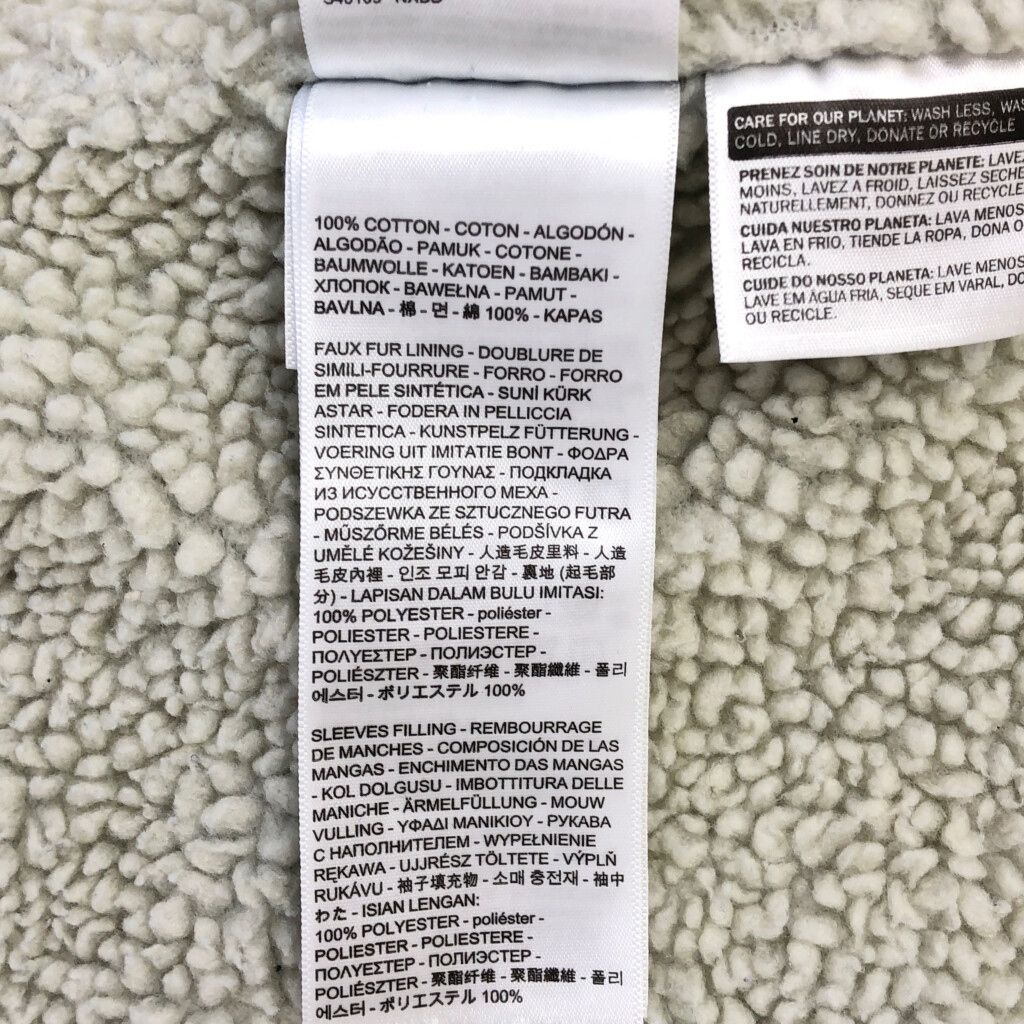 100% COTTON - COTON - ALGODÓN -
ALGODÃO - PAMUK - COTONE -
BAUMWOLLE - KATOEN - BAMBAKI -
ХЛОПОК - BAWEŁNA - PAMUT -
BAVLNA - 棉 - 면 - 綿 100% - KAPAS
FAUX FUR LINING - DOUBLURE DE
SIMILI-FOURRURE - FORRO - FORRO
EM PELE SINTÉTICA - SUNİ KÜRK
ASTAR - FODERA IN PELLICCIA
SINTETICA - KUNSTPELZ FÜTTERUNG -
VOERING UIT IMITATIE BONT - ΦΟΔΡΑ
ΣΥΝΘΕΤΙΚΗΣ ΓΟΥΝΑΣ - ПОДКЛАДКА
ИЗ ИСУССТВЕННОГО МЕХА -
PODSZEWKA ZE SZTUCZNEGO FUTRA
- MŰSZŐRME BÉLÉS - PODŠÍVKA Z
UMĚLÉ KOŽEŠINY - 人造毛皮里料 - 人造
毛皮內裡 - 인조 모피 안감 - 裏地 (起毛部
分) - LAPISAN DALAM BULU IMITASI:
100% POLYESTER - poliéster -
POLIESTER - POLIESTERE -
ΠΟΛΥΕΣΤΕΡ - ПОЛИЭСТЕР -
POLIÉSZTER - 聚酯纤维 - 聚酯纖維 - 폴리
에스터 - ポリエステル 100%
SLEEVES FILLING - REMBOURRAGE
DE MANCHES - COMPOSICIÓN DE LAS
MANGAS - ENCHIMENTO DAS MANGAS
- KOL DOLGUSU - IMBOTTITURA DELLE
MANICHE - ÄRMELFÜLLUNG - MOUW
VULLING - ΥΦΑΔΙ ΜΑΝΙΚΙΟΥ - РУКАВА
С НАПОЛНИТЕЛЕМ - WYPEŁNIENIE
RĘKAWA - UJJRÉSZ TÖLTETE - VÝPLŇ
RUKÁVU - 袖子填充物 - 소매 충전재 - 袖中
わた - ISIAN LENGAN:
100% POLYESTER - poliéster -
POLIESTER - POLIESTERE -
ΠΟΛΥΕΣΤΕΡ - ПОЛИЭСТЕР -
POLIÉSZTER - 聚酯纤维 - 聚酯纖維 - 폴리
에스터 - ポリエステル 100%
CARE FOR OUR PLANET: WASH LESS, WAS
COLD, LINE DRY, DONATE OR RECYCLE
PRENEZ SOIN DE NOTRE PLANETE: LAVEZ
MOINS, LAVEZ A FROID, LAISSEZ SECHE
NATURELLEMENT, DONNEZ OU RECYCLE
CUIDA NUESTRO PLANETA: LAVA MENOS
LAVA EN FRIO, TIENDE LA ROPA, DONA O
RECICLA.
CUIDE DO NOSSO PLANETA: LAVE MENOS
LAVE EM ÁGUA FRIA, SEQUE EM VARAL, DO
OU RECICLE.